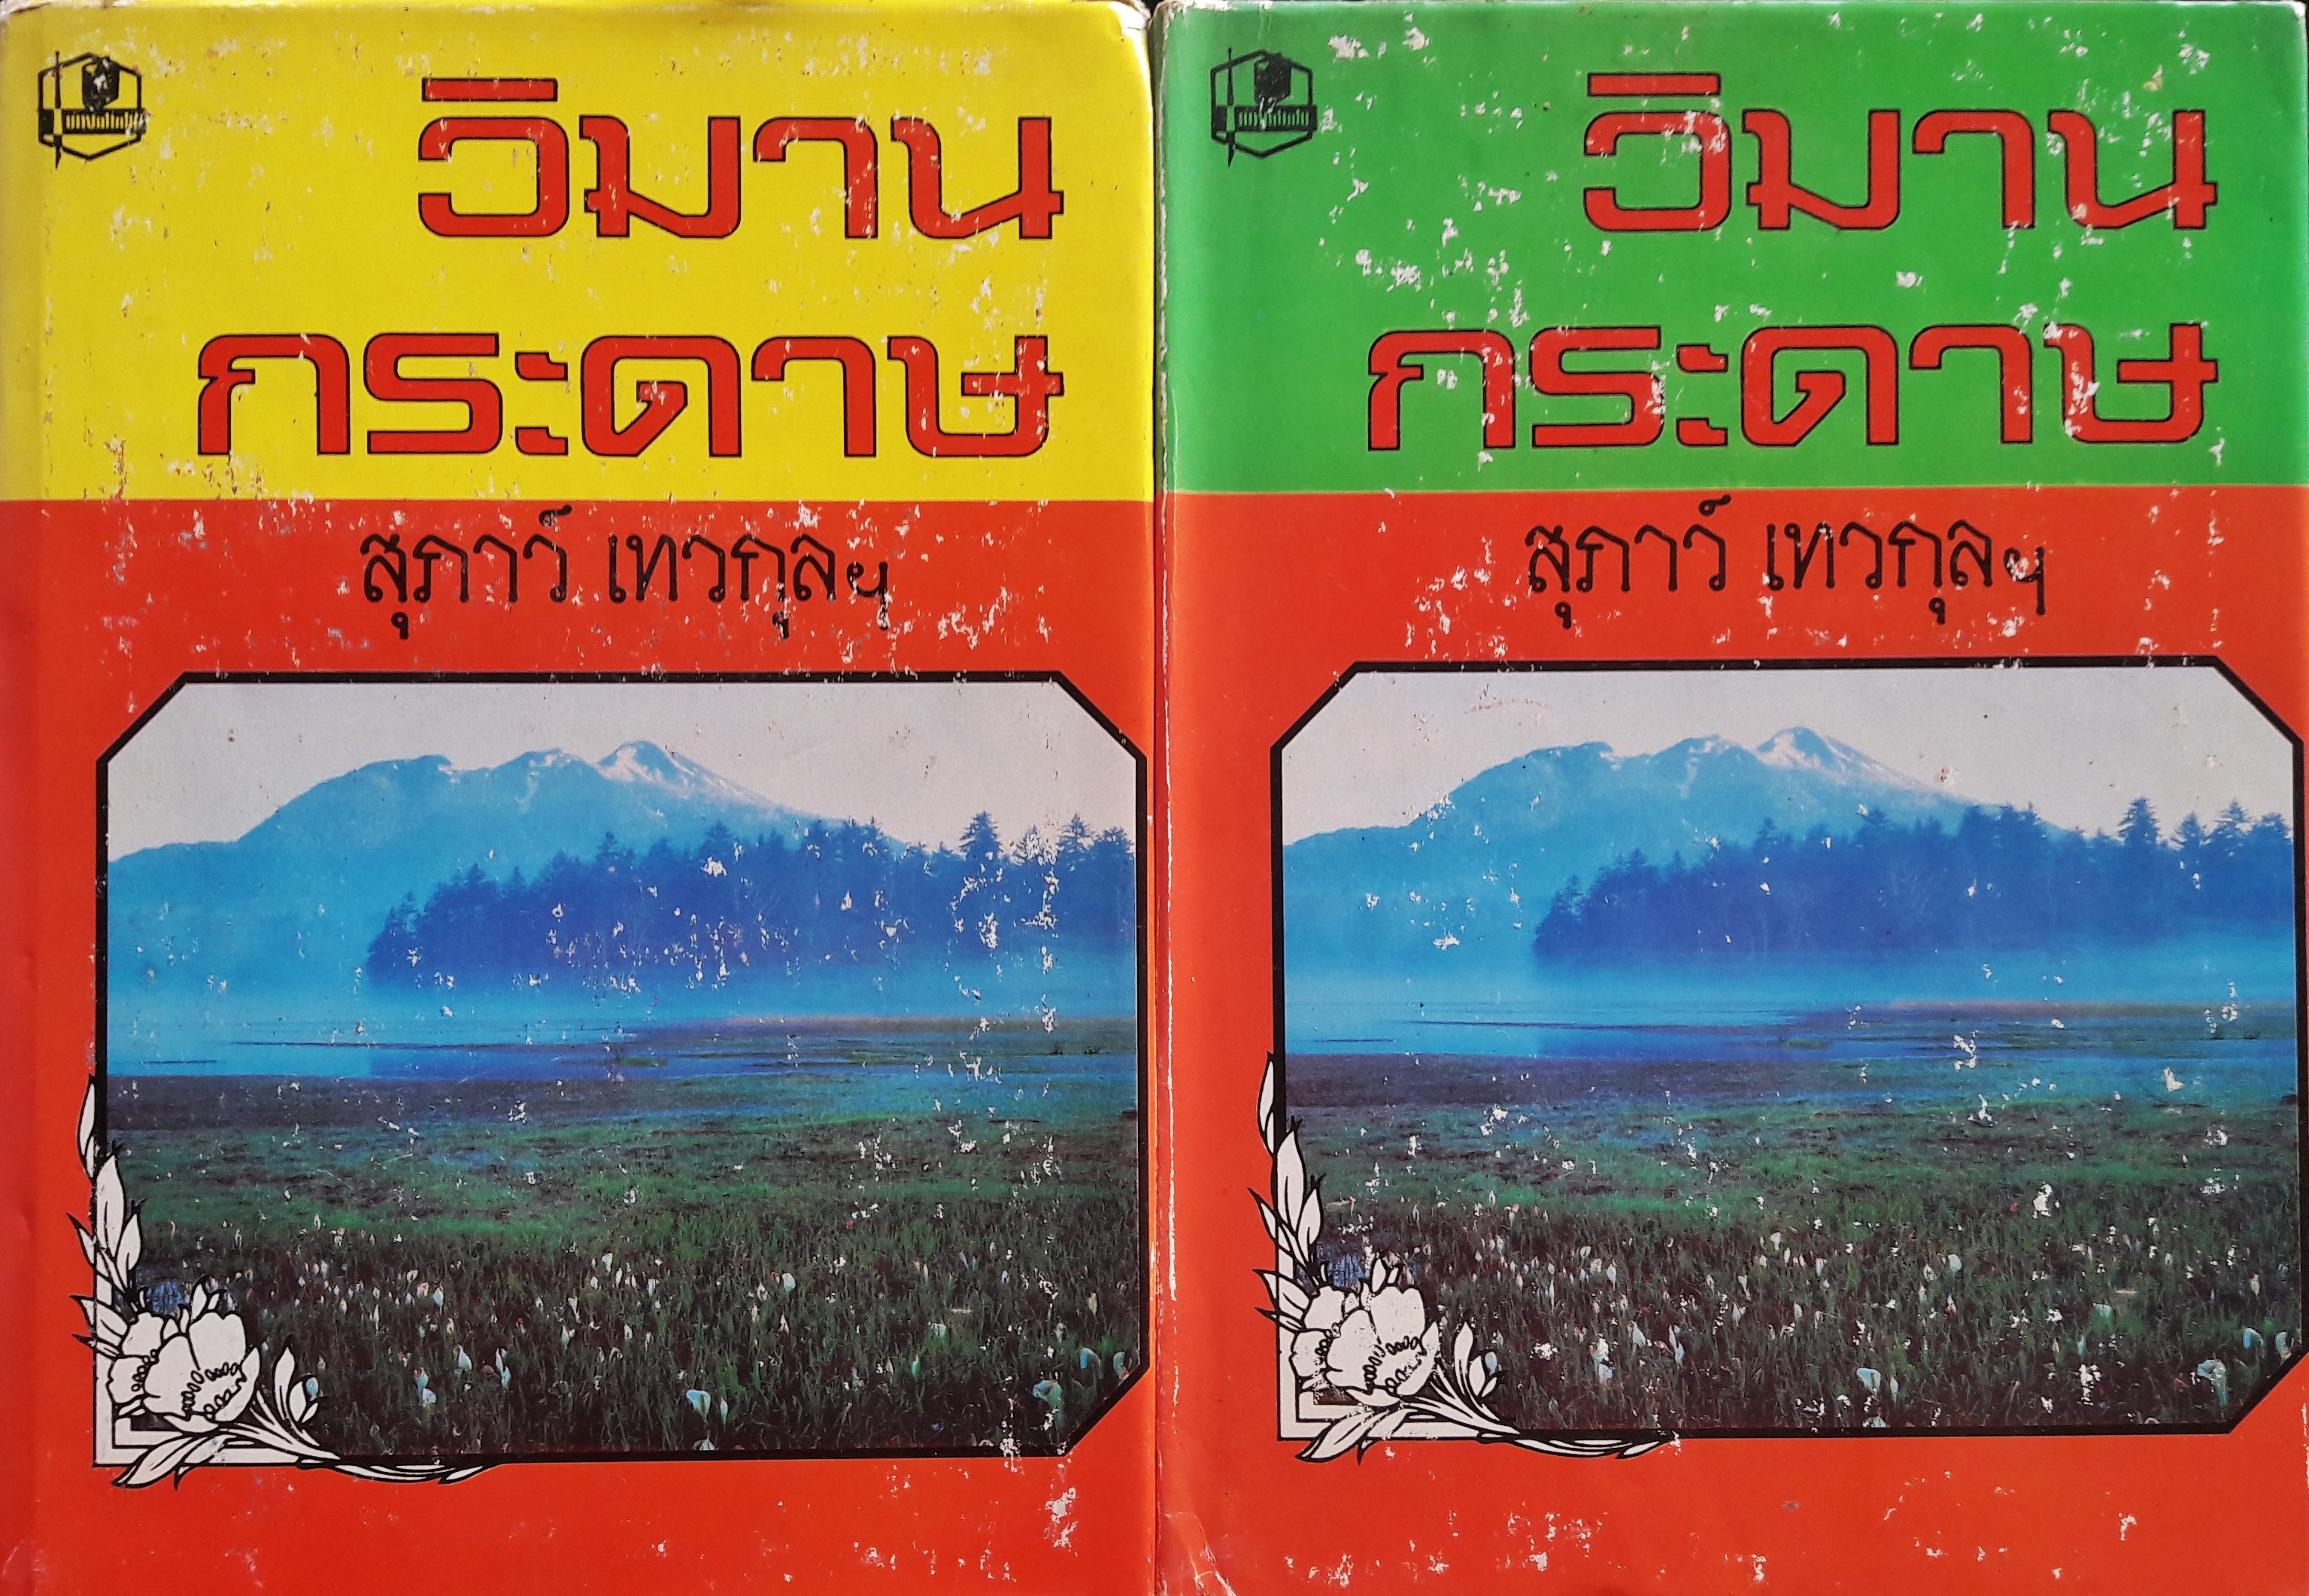 วิมาน
กระดาษ
สุภาว์ เทวกุลฯ
วิมาน
กระดาษ
สุภาว์ เทวกุลฯ